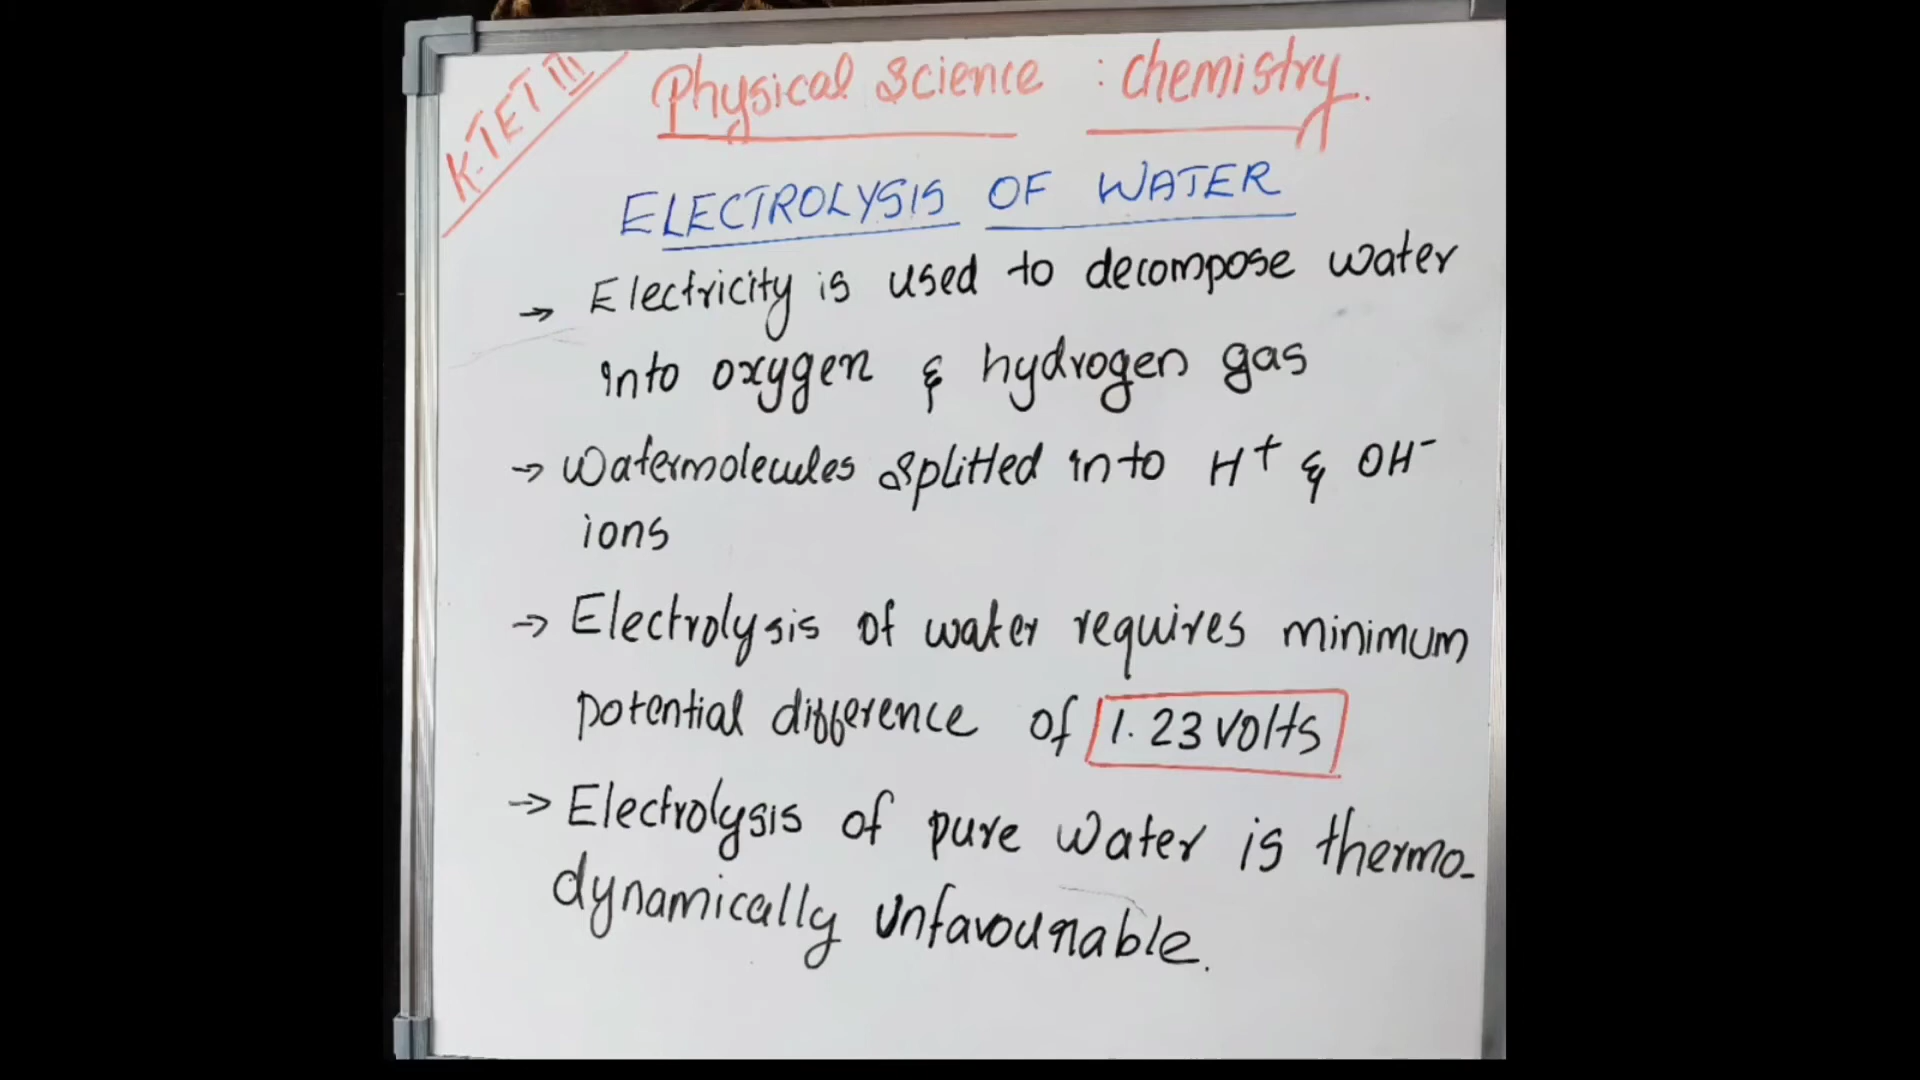 K-TET III
Physical Science : Chemistry.
ELECTROLYSIS OF WATER
→ Electricity is used to decompose water
into oxygen & hydrogen gas
→ Watermolecules splitted into H⁺ & OH⁻
ions
→ Electrolysis of water requires minimum
potential difference of 1.23 volts
→ Electrolysis of pure water is thermo-
dynamically unfavourable.